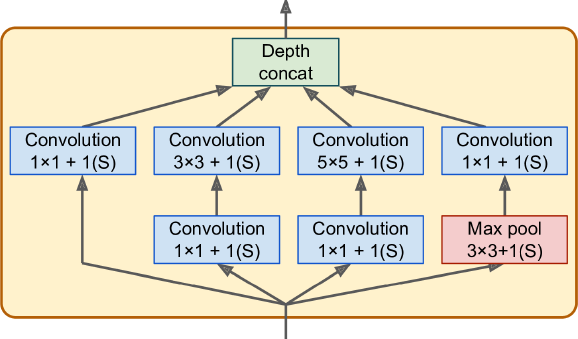 Depth
concat
Convolution
1×1 + 1(S)
Convolution
3×3 + 1(S)
Convolution
5×5 + 1(S)
Convolution
1×1 + 1(S)
Convolution
1×1 + 1(S)
Convolution
1×1 + 1(S)
Max pool
3×3+1(S)